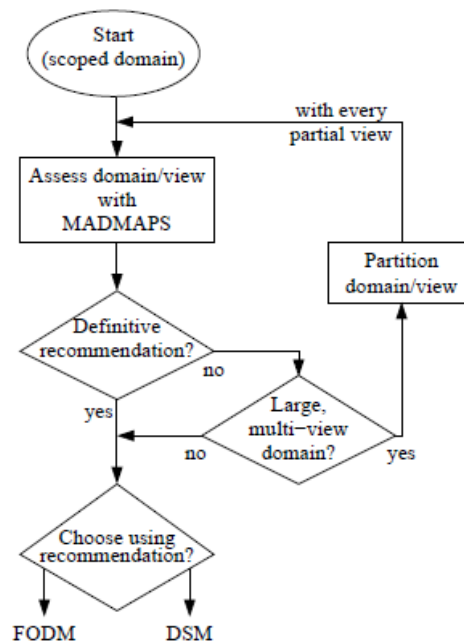 Start
(scoped domain)
with every
partial view
Assess domain/view
with
MADMAPS
Partition
domain/view
Definitive
recommendation?
no
yes
Large,
multi−view
domain?
no
yes
Choose using
recommendation?
FODM
DSM